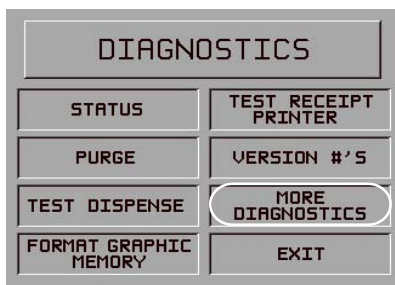 DIAGNOSTICS
STATUS
TEST RECEIPT
PRINTER
PURGE
VERSION #'S
TEST DISPENSE
MORE
DIAGNOSTICS
FORMAT GRAPHIC
MEMORY
EXIT